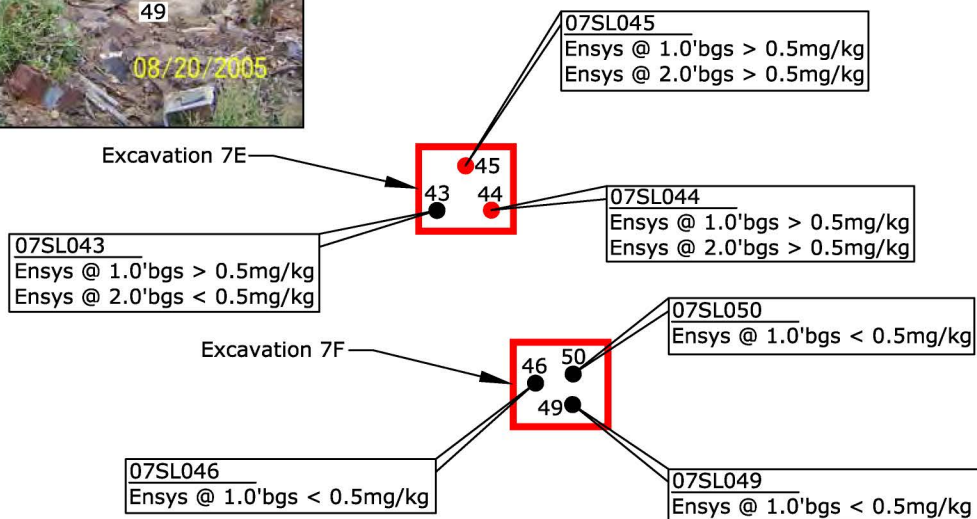 49
08/20/2005
07SL045
Ensys @ 1.0'bgs > 0.5mg/kg
Ensys @ 2.0'bgs > 0.5mg/kg
Excavation 7E
45
43
44
07SL044
Ensys @ 1.0'bgs > 0.5mg/kg
Ensys @ 2.0'bgs > 0.5mg/kg
07SL043
Ensys @ 1.0'bgs > 0.5mg/kg
Ensys @ 2.0'bgs < 0.5mg/kg
07SL050
Ensys @ 1.0'bgs < 0.5mg/kg
Excavation 7F
46
50
49
07SL046
Ensys @ 1.0'bgs < 0.5mg/kg
07SL049
Ensys @ 1.0'bgs < 0.5mg/kg